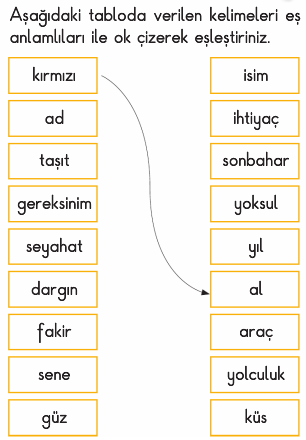 Aşağıdaki tabloda verilen kelimeleri eş
anlamlıları ile ok çizerek eşleştiriniz.
kırmızı isim
ad ihtiyaç
taşıt sonbahar
gereksinim yoksul
seyahat yıl
dargın al
fakir araç
sene yolculuk
güz küs